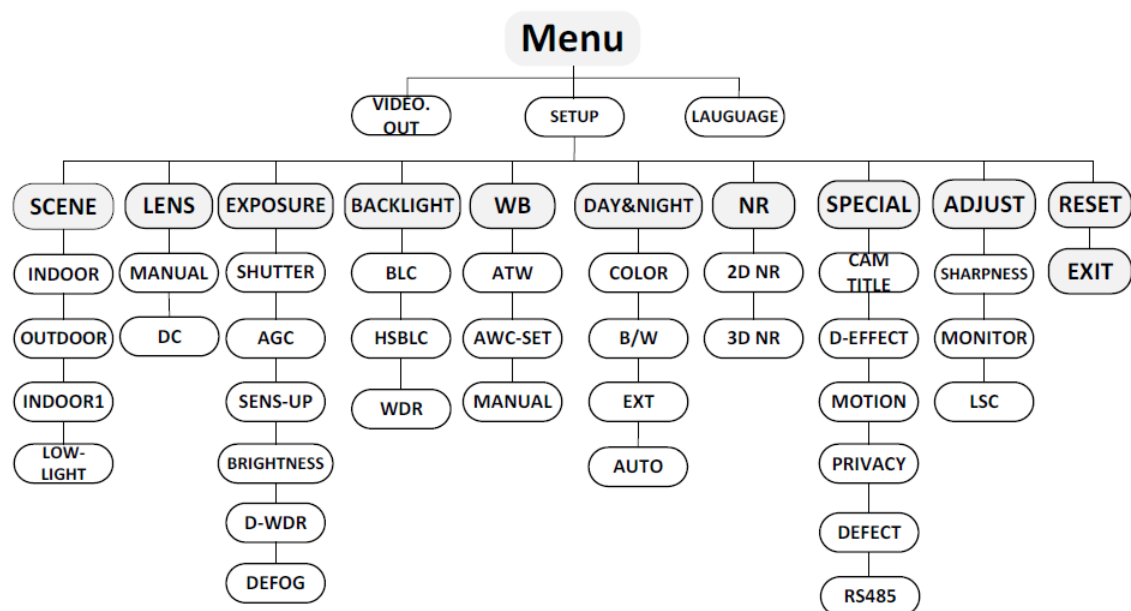 Menu
VIDEO.
OUT
SETUP
LAUGUAGE
SCENE
LENS
EXPOSURE
BACKLIGHT
WB
DAY&NIGHT
NR
SPECIAL
ADJUST
RESET
INDOOR
MANUAL
SHUTTER
BLC
ATW
COLOR
2D NR
CAM
TITLE
SHARPNESS
EXIT
OUTDOOR
DC
AGC
HSBLC
AWC-SET
B/W
3D NR
D-EFFECT
MONITOR
INDOOR1
SENS-UP
WDR
MANUAL
EXT
MOTION
LSC
LOW-
LIGHT
BRIGHTNESS
AUTO
PRIVACY
D-WDR
DEFECT
DEFOG
RS485